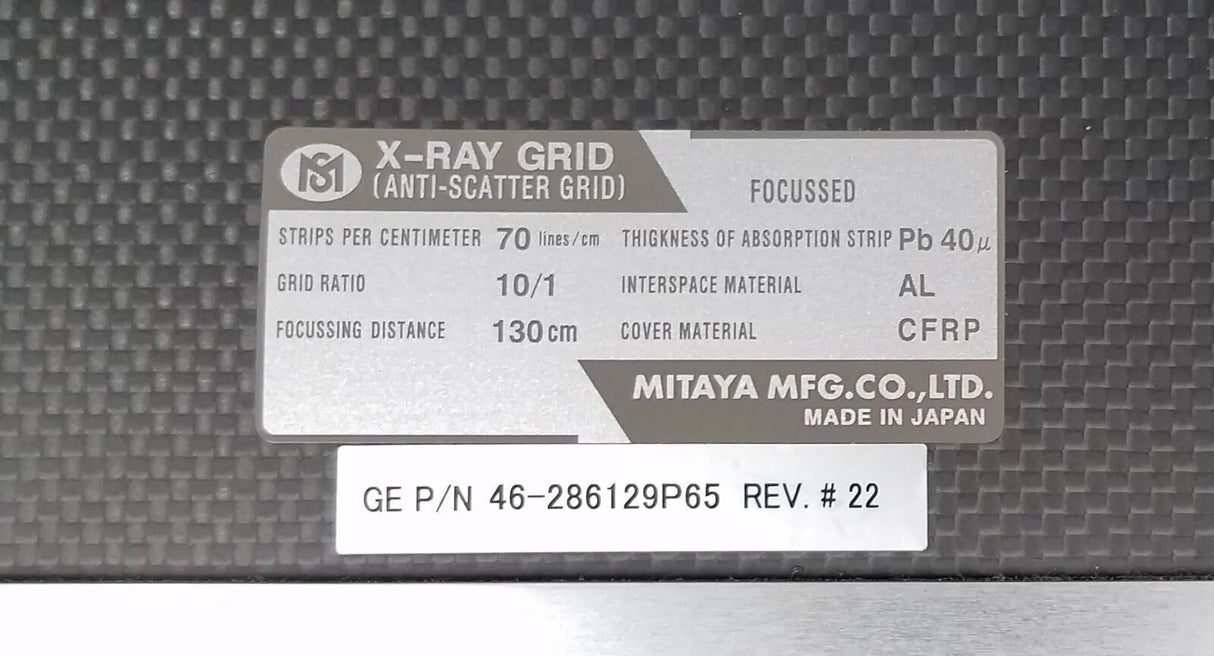 X-RAY GRID
(ANTI-SCATTER GRID)
FOCUSSED
STRIPS PER CENTIMETER 70 lines/cm THIGKNESS OF ABSORPTION STRIP Pb 40μ
GRID RATIO 10/1 INTERSPACE MATERIAL AL
FOCUSSING DISTANCE 130cm COVER MATERIAL CFRP
MITAYA MFG.CO.,LTD.
MADE IN JAPAN
GE P/N 46-286129P65 REV. # 22